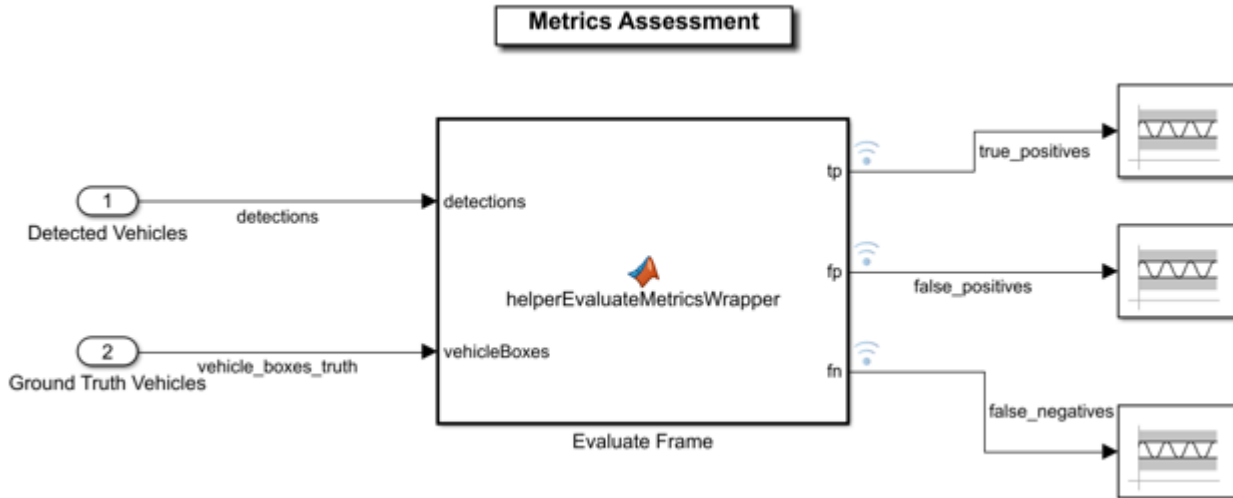 Metrics Assessment
1
detections
Detected Vehicles
2
vehicle_boxes_truth
Ground Truth Vehicles
detections
vehicleBoxes
helperEvaluateMetricsWrapper
tp
fp
fn
Evaluate Frame
true_positives
false_positives
false_negatives